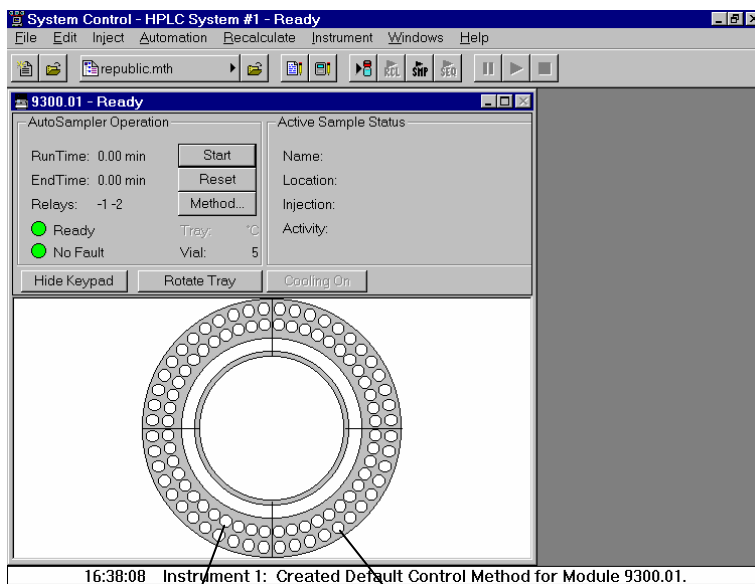 System Control - HPLC System #1 - Ready
File Edit Inject Automation Recalculate Instrument Windows Help
republic.mth RCL SMP SEQ
9300.01 - Ready
AutoSampler Operation Active Sample Status
RunTime: 0.00 min Start Name:
EndTime: 0.00 min Reset Location:
Relays: -1 -2 Method... Injection:
Ready Tray: °C Activity:
No Fault Vial: 5
Hide Keypad Rotate Tray Cooling On
16:38:08 Instrument 1: Created Default Control Method for Module 9300.01.